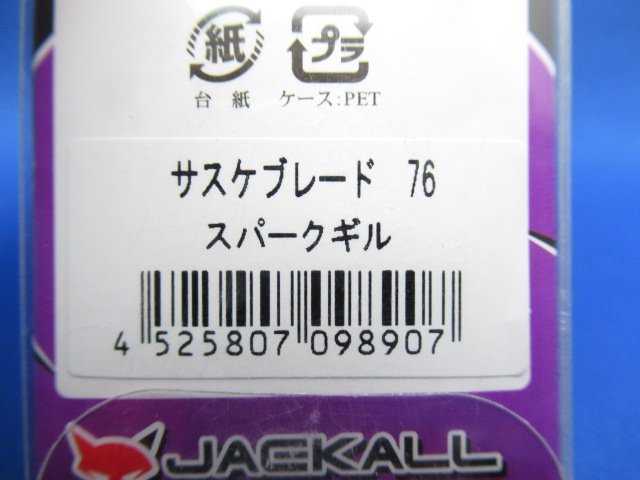 紙 プラ
台紙 ケース:PET
サスケブレード 76
スパークギル
4 525807 098907
JACKALL